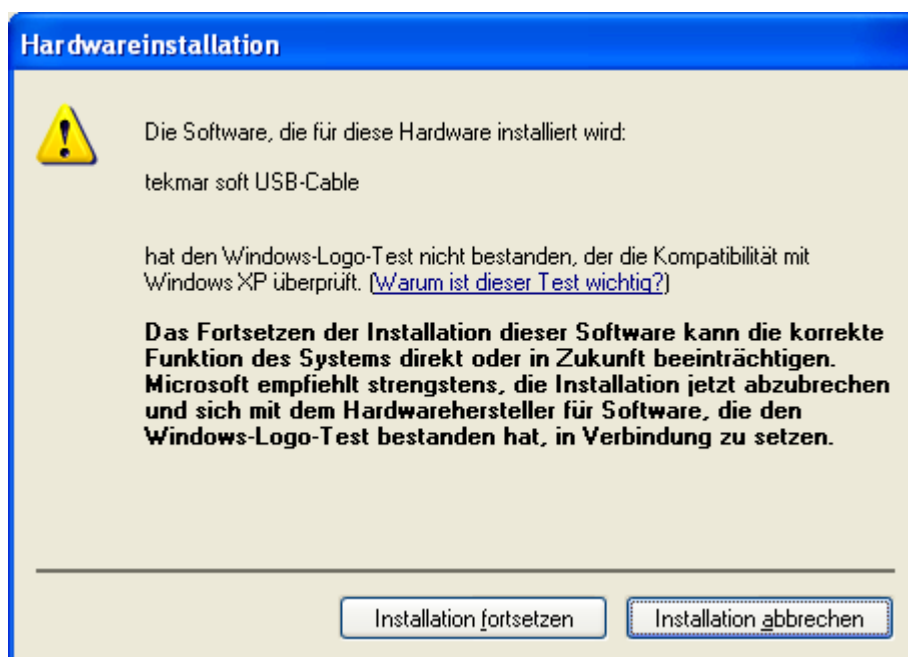 Hardwareinstallation
Die Software, die für diese Hardware installiert wird:
tekmar soft USB-Cable
hat den Windows-Logo-Test nicht bestanden, der die Kompatibilität mit
Windows XP überprüft. (Warum ist dieser Test wichtig?)
Das Fortsetzen der Installation dieser Software kann die korrekte
Funktion des Systems direkt oder in Zukunft beeinträchtigen.
Microsoft empfiehlt strengstens, die Installation jetzt abzubrechen
und sich mit dem Hardwarehersteller für Software, die den
Windows-Logo-Test bestanden hat, in Verbindung zu setzen.
Installation fortsetzen
Installation abbrechen